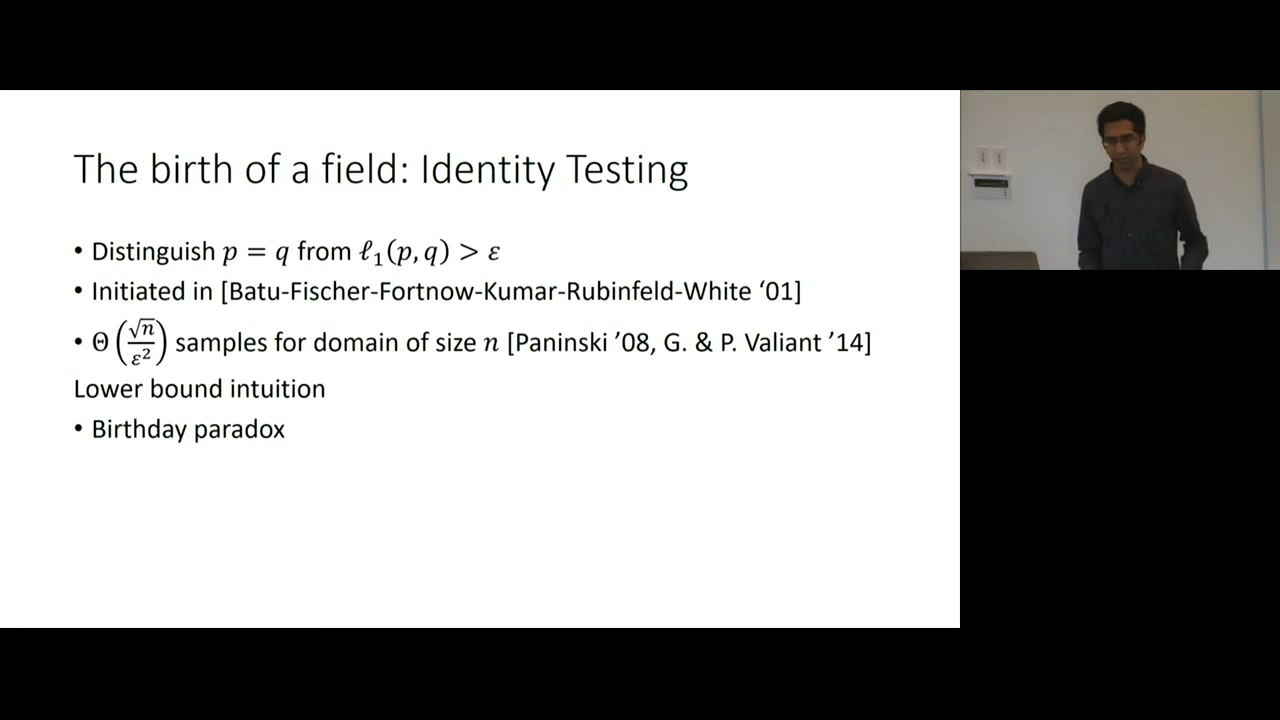 The birth of a field: Identity Testing
• Distinguish 𝑝 = 𝑞 from ℓ₁(𝑝, 𝑞) > 𝜀
• Initiated in [Batu-Fischer-Fortnow-Kumar-Rubinfeld-White ‘01]
• Θ(√𝑛/𝜀²) samples for domain of size 𝑛 [Paninski ’08, G. & P. Valiant ’14]
Lower bound intuition
• Birthday paradox